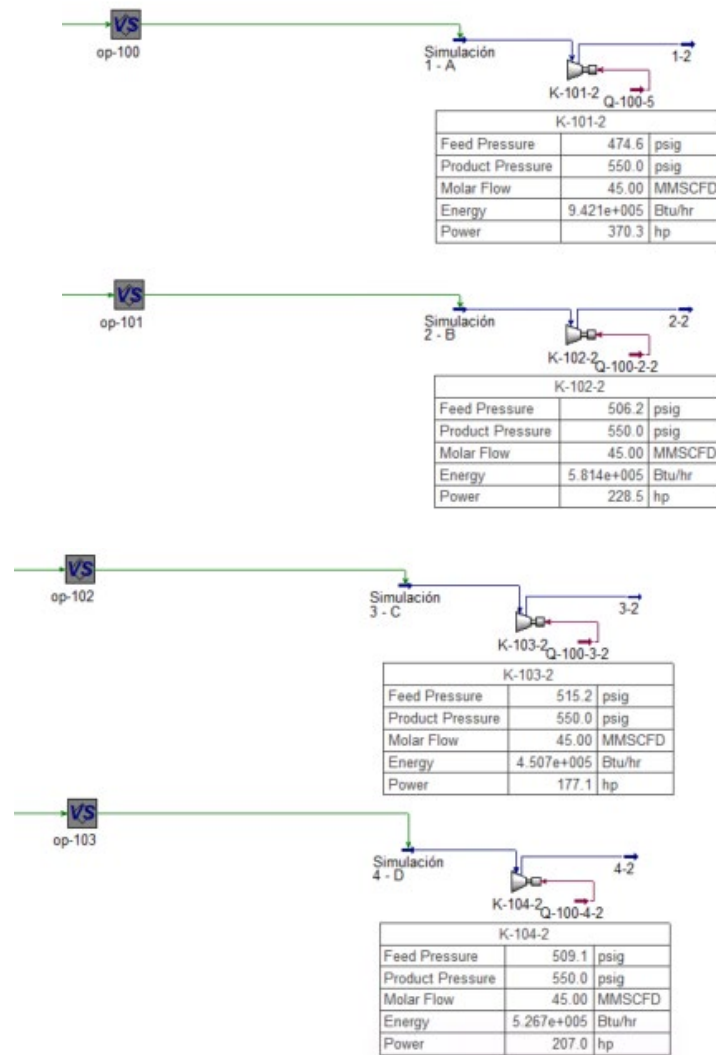 VS
op-100
Simulación
1 - A
1-2
K-101-2
Q-100-5
K-101-2
Feed Pressure 474.6 psig
Product Pressure 550.0 psig
Molar Flow 45.00 MMSCFD
Energy 9.421e+005 Btu/hr
Power 370.3 hp
VS
op-101
Simulación
2 - B
2-2
K-102-2
Q-100-2-2
K-102-2
Feed Pressure 506.2 psig
Product Pressure 550.0 psig
Molar Flow 45.00 MMSCFD
Energy 5.814e+005 Btu/hr
Power 228.5 hp
VS
op-102
Simulación
3 - C
3-2
K-103-2
Q-100-3-2
K-103-2
Feed Pressure 515.2 psig
Product Pressure 550.0 psig
Molar Flow 45.00 MMSCFD
Energy 4.507e+005 Btu/hr
Power 177.1 hp
VS
op-103
Simulación
4 - D
4-2
K-104-2
Q-100-4-2
K-104-2
Feed Pressure 509.1 psig
Product Pressure 550.0 psig
Molar Flow 45.00 MMSCFD
Energy 5.267e+005 Btu/hr
Power 207.0 hp